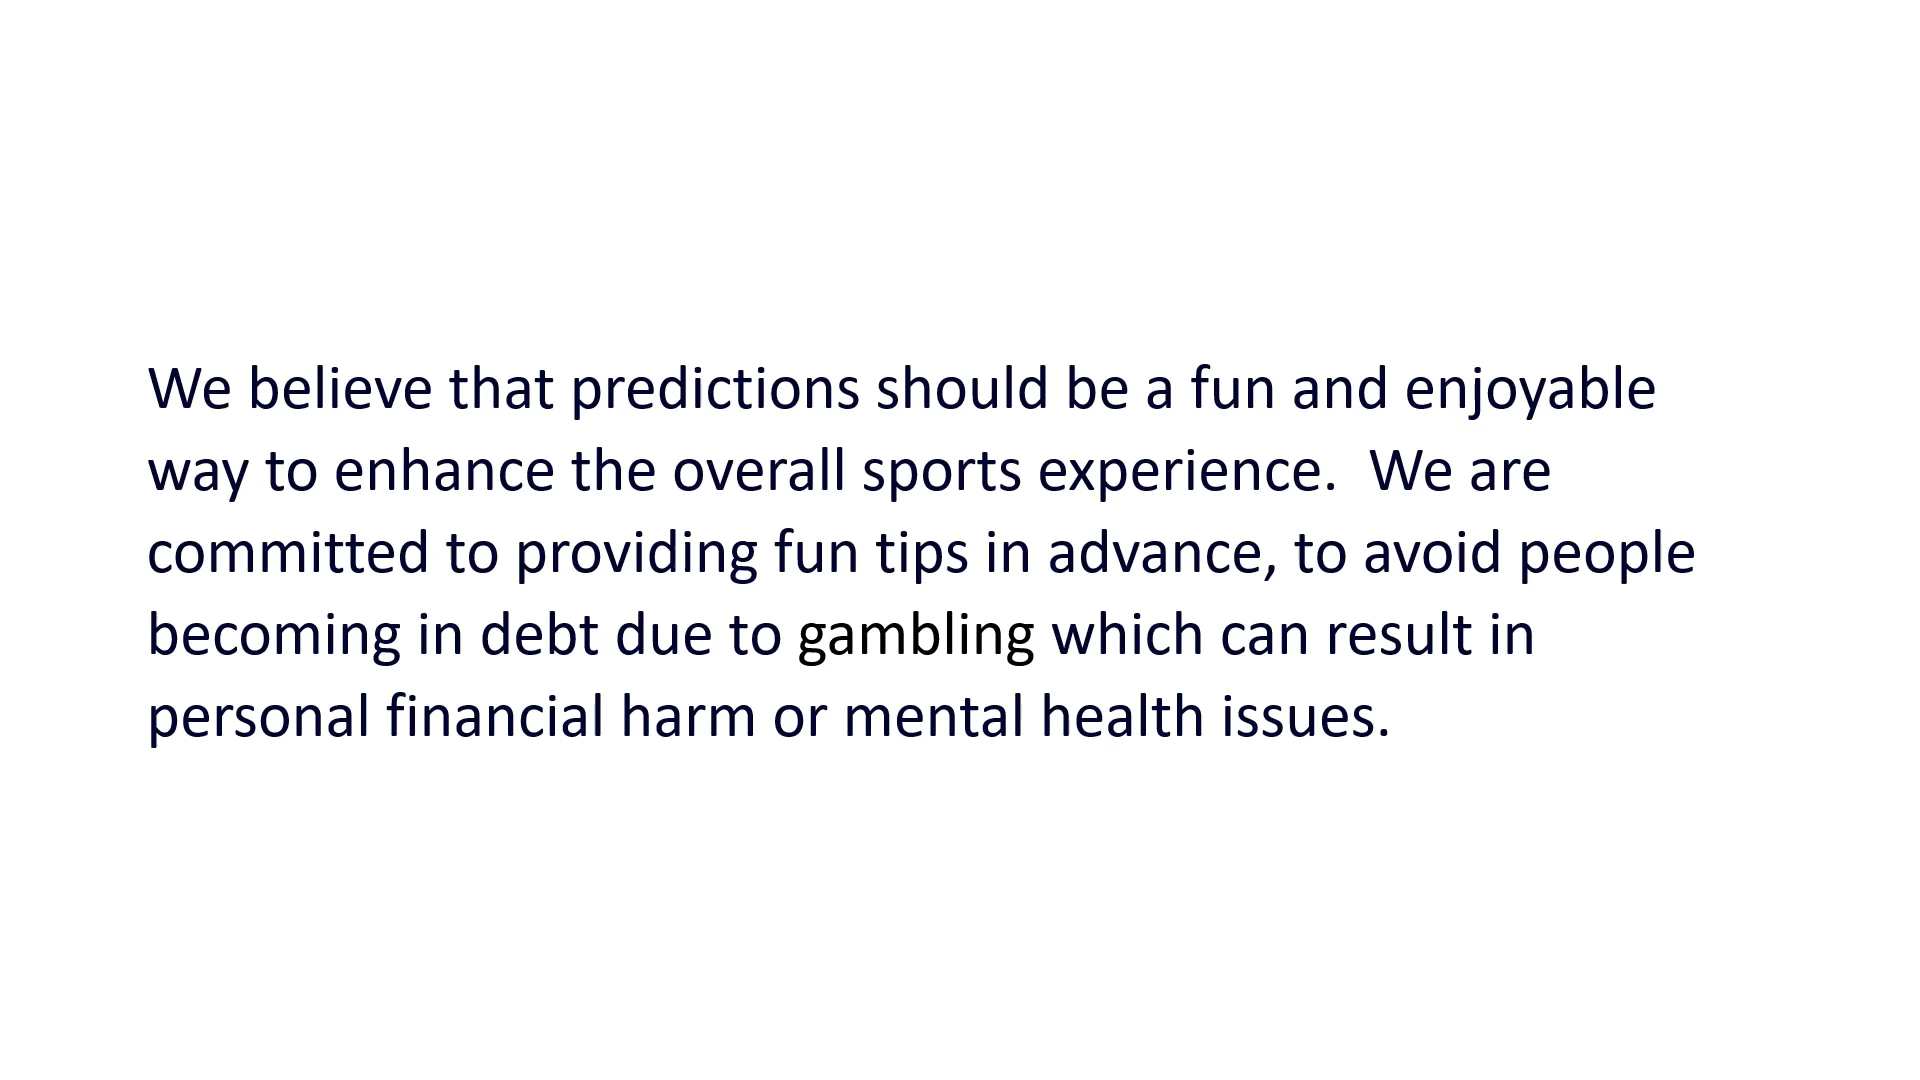 We believe that predictions should be a fun and enjoyable
way to enhance the overall sports experience.  We are
committed to providing fun tips in advance, to avoid people
becoming in debt due to gambling which can result in
personal financial harm or mental health issues.